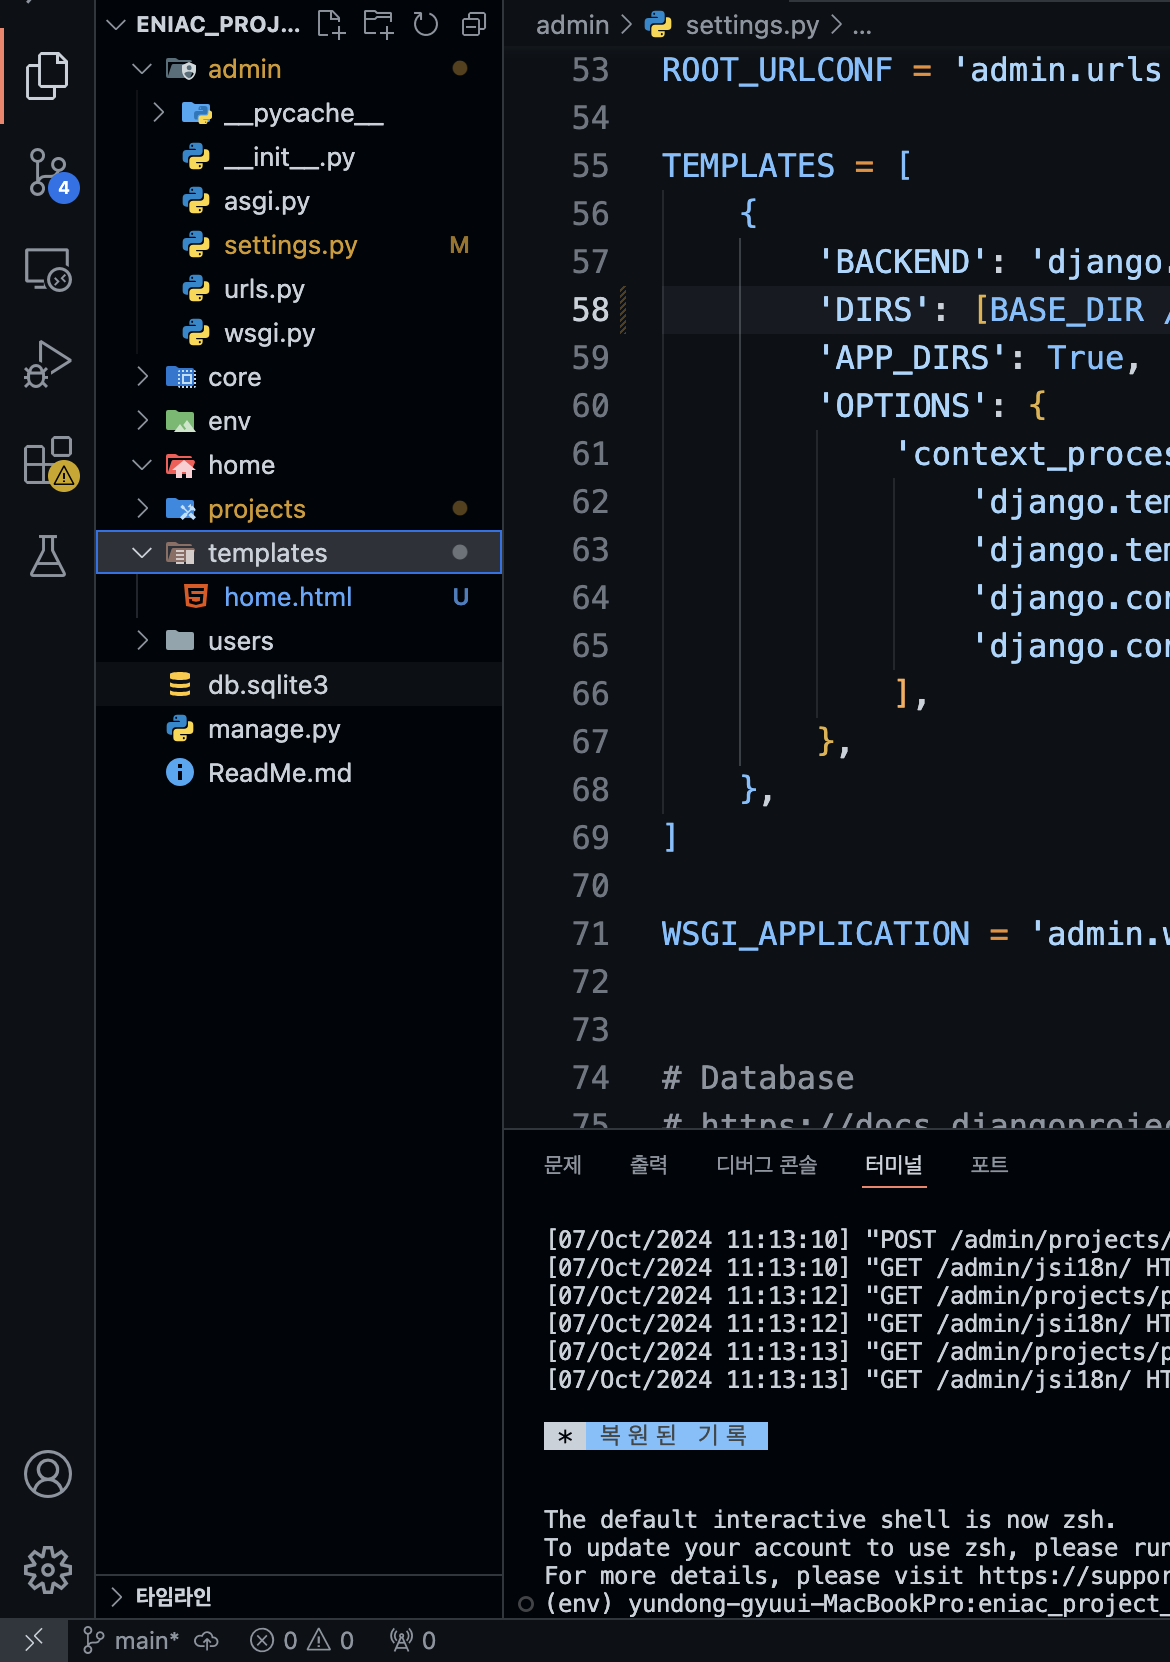 ENIAC_PROJ...
admin
__pycache__
__init__.py
asgi.py
settings.py M
urls.py
wsgi.py
core
env
home
projects
templates
home.html U
users
db.sqlite3
manage.py
ReadMe.md
타임라인
4
admin > settings.py > ...
53 ROOT_URLCONF = 'admin.urls
54
55 TEMPLATES = [
56 {
57 'BACKEND': 'django.
58 'DIRS': [BASE_DIR /
59 'APP_DIRS': True,
60 'OPTIONS': {
61 'context_proces
62 'django.tem
63 'django.tem
64 'django.con
65 'django.con
66 ],
67 },
68 },
69 ]
70
71 WSGI_APPLICATION = 'admin.w
72
73
74 # Database
75 # https://docs.djangoprojec
문제 출력 디버그 콘솔 터미널 포트
[07/Oct/2024 11:13:10] "POST /admin/projects/
[07/Oct/2024 11:13:10] "GET /admin/jsi18n/ HT
[07/Oct/2024 11:13:12] "GET /admin/projects/p
[07/Oct/2024 11:13:12] "GET /admin/jsi18n/ HT
[07/Oct/2024 11:13:13] "GET /admin/projects/p
[07/Oct/2024 11:13:13] "GET /admin/jsi18n/ HT
* 복원된 기록
The default interactive shell is now zsh.
To update your account to use zsh, please run
For more details, please visit https://suppor
(env) yundong-gyuui-MacBookPro:eniac_project_
main* 0 0 0